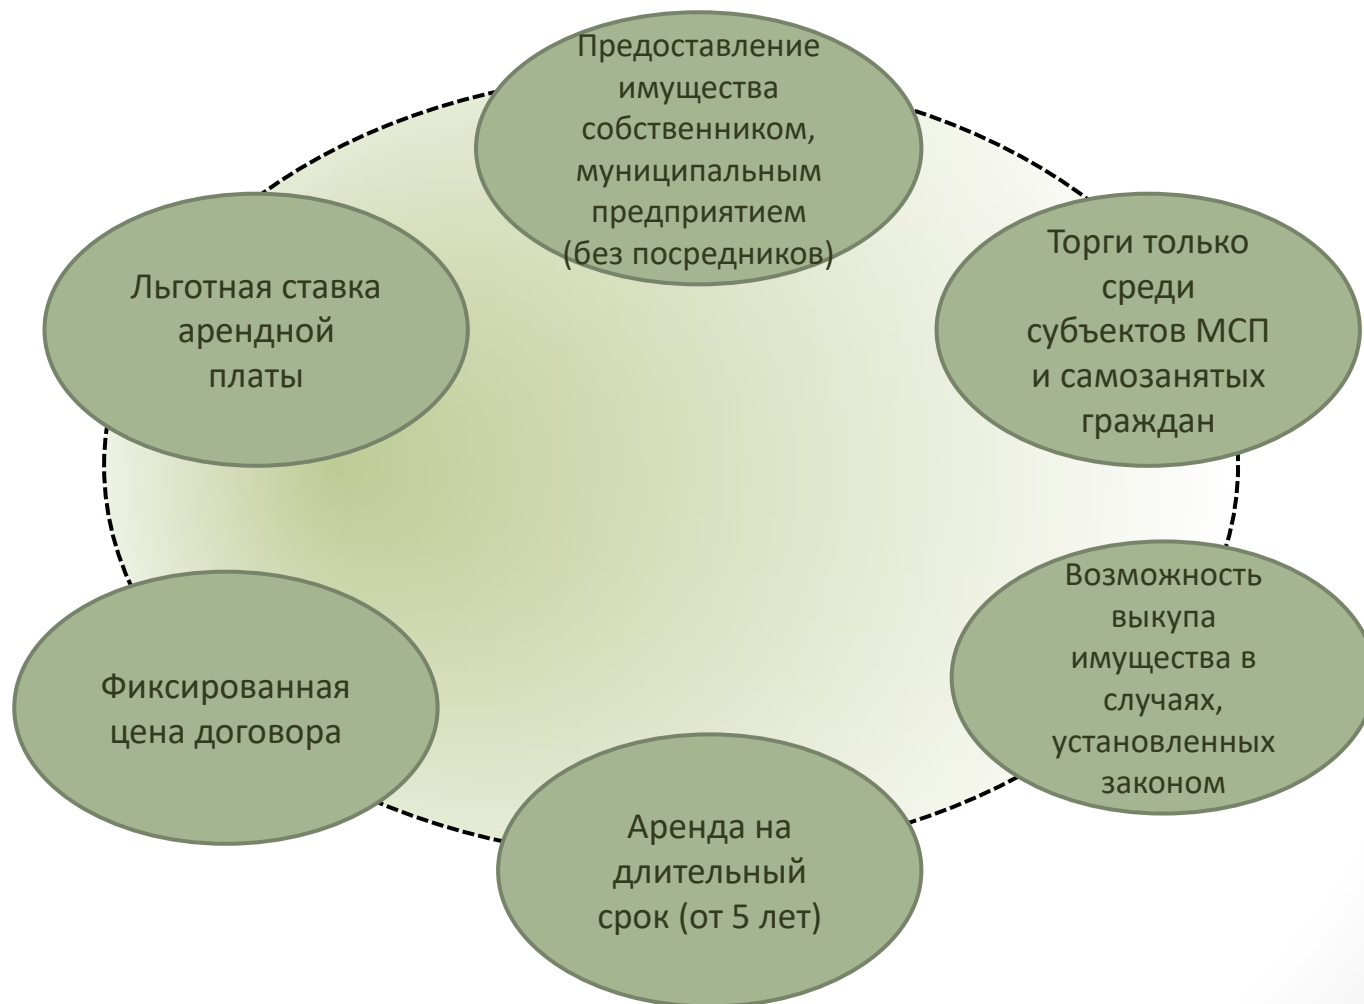 Предоставление
имущества
собственником,
муниципальным
предприятием
(без посредников)
Торги только
среди
субъектов МСП
и самозанятых
граждан
Возможность
выкупа
имущества в
случаях,
установленных
законом
Аренда на
длительный
срок (от 5 лет)
Фиксированная
цена договора
Льготная ставка
арендной
платы